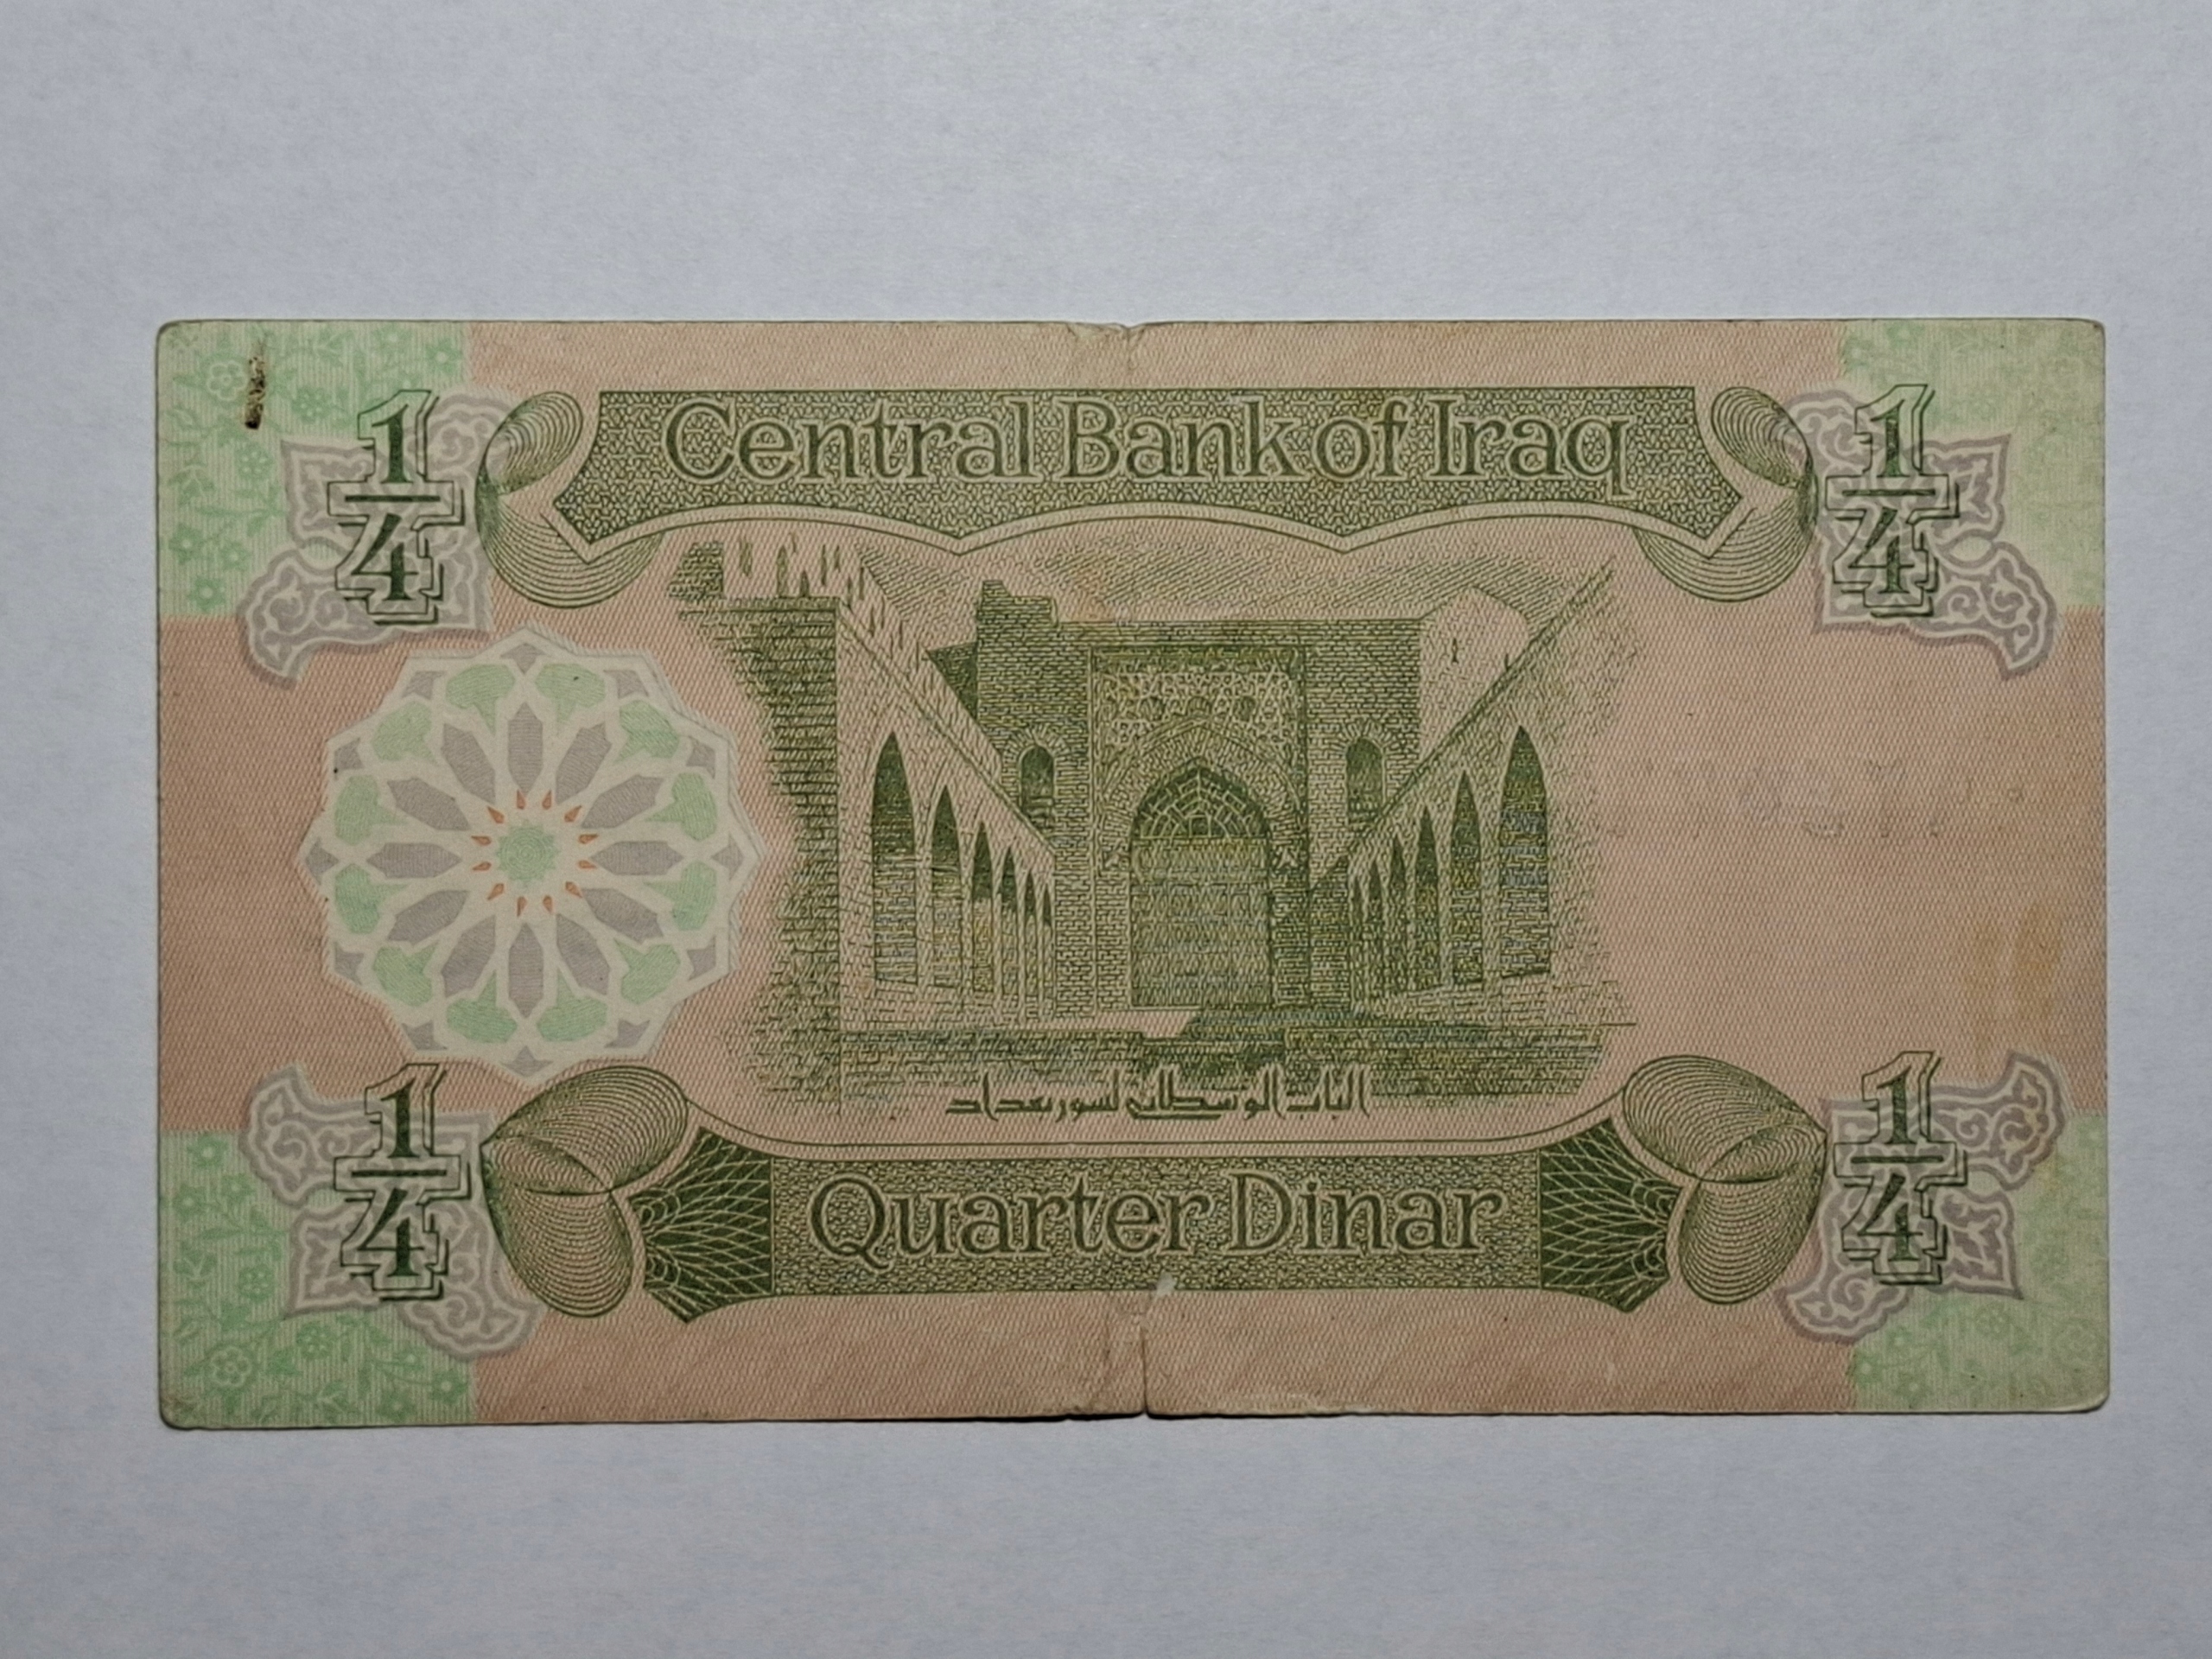 Central Bank of Iraq
1/4
1/4
الباب الوسطاني لسور بغداد
1/4
Quarter Dinar
1/4